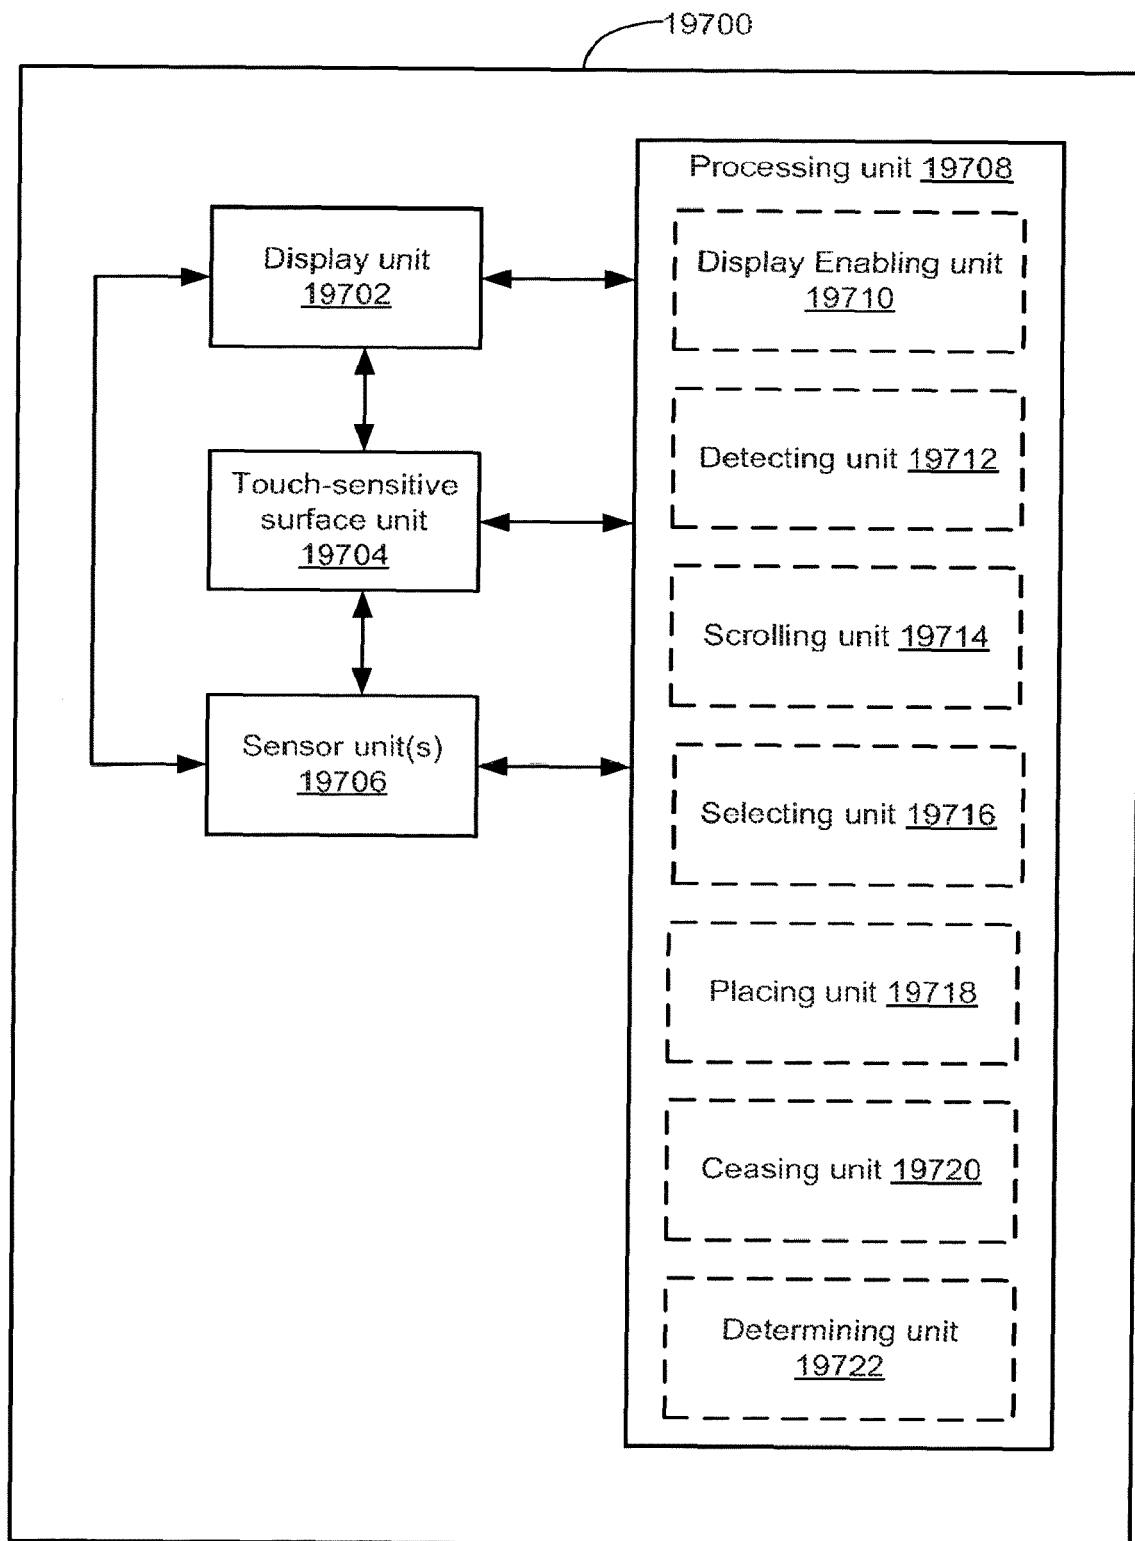 19700
Processing unit 19708
Display unit
19702
Touch-sensitive
surface unit
19704
Sensor unit(s)
19706
Display Enabling unit
19710
Detecting unit 19712
Scrolling unit 19714
Selecting unit 19716
Placing unit 19718
Ceasing unit 19720
Determining unit
19722